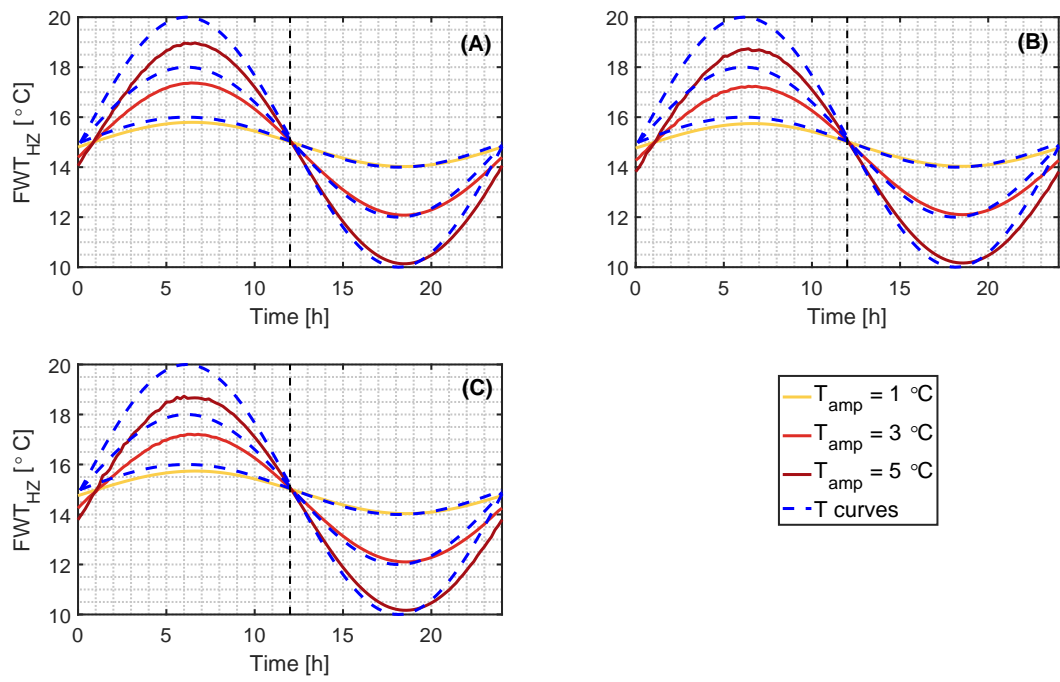 (A)
FWT_HZ [° C]
20
18
16
14
12
10
0 5 10 15 20
Time [h]
(B)
FWT_HZ [° C]
20
18
16
14
12
10
0 5 10 15 20
Time [h]
(C)
FWT_HZ [° C]
20
18
16
14
12
10
0 5 10 15 20
Time [h]
T_amp = 1 °C
T_amp = 3 °C
T_amp = 5 °C
T curves